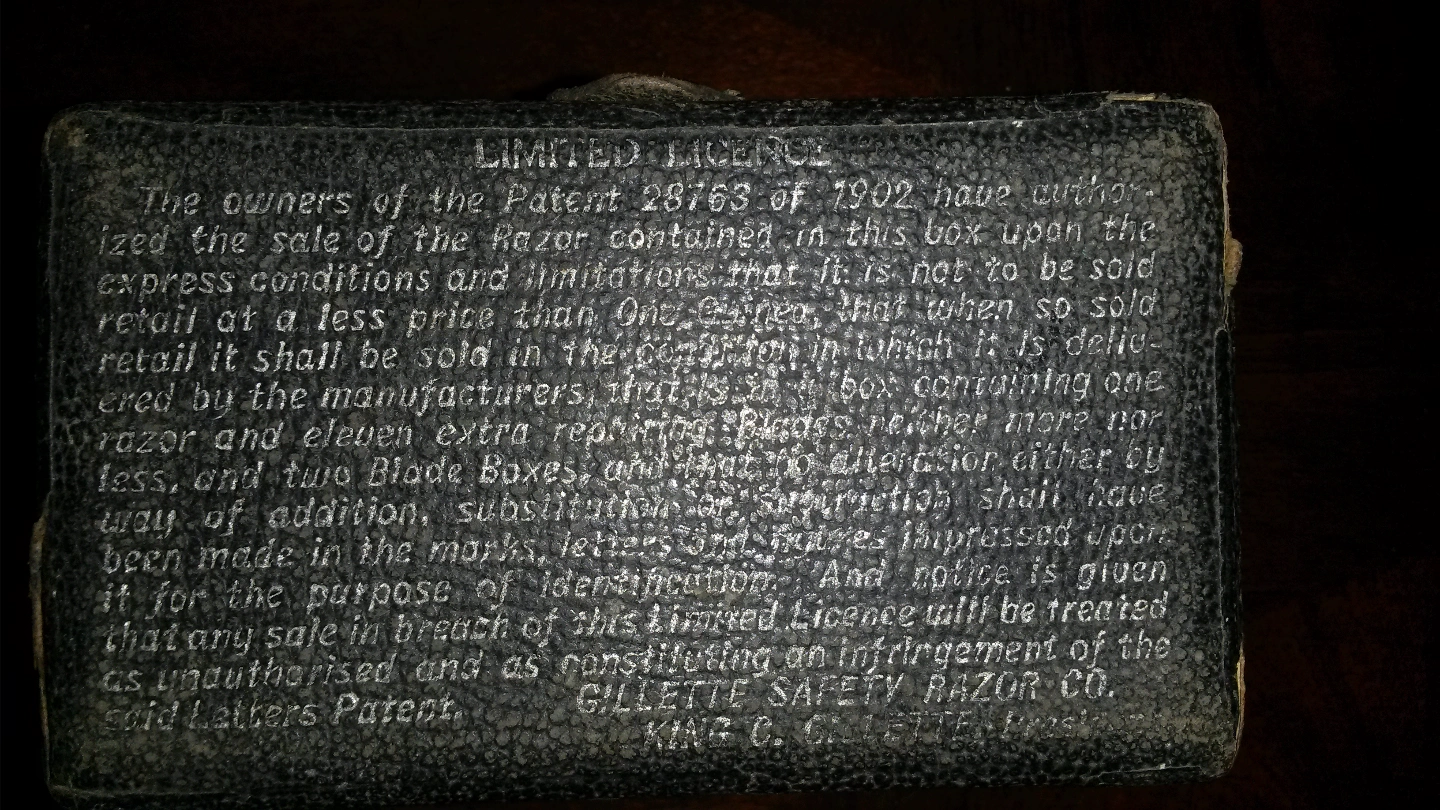 LIMITED LICENCE
The owners of the Patent 28763 of 1902 have author-
ized the sale of the Razor contained in this box upon the
express conditions and limitations that it is not to be sold
retail at a less price than One Guinea, that when so sold
retail it shall be sold in the condition in which it is deliv-
ered by the manufacturers, that is in a box containing one
razor and eleven extra repairing Blades neither more nor
less, and two Blade Boxes, and that no alteration either by
way of addition, substitution or subtraction shall have
been made in the marks, letters and figures impressed upon
it for the purpose of identification. And notice is given
that any sale in breach of this Limited Licence will be treated
as unauthorised and as constituting an infringement of the
said Letters Patent. GILLETTE SAFETY RAZOR CO.
KING C. GILLETTE